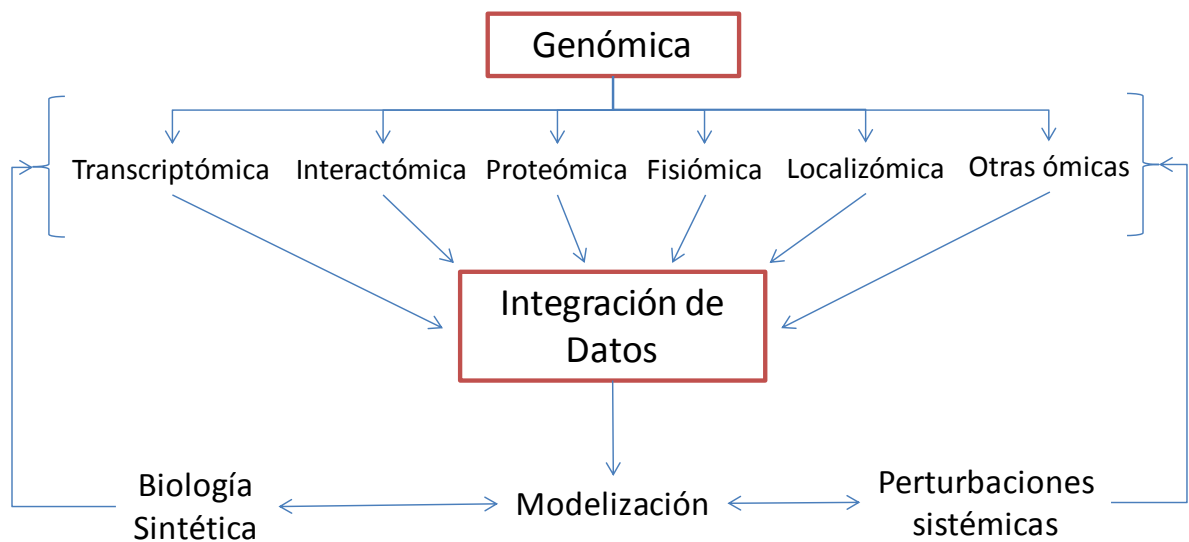 Genómica
Transcriptómica Interactómica Proteómica Fisiómica Localizómica Otras ómicas
Integración de
Datos
Biología
Sintética
Modelización
Perturbaciones
sistémicas